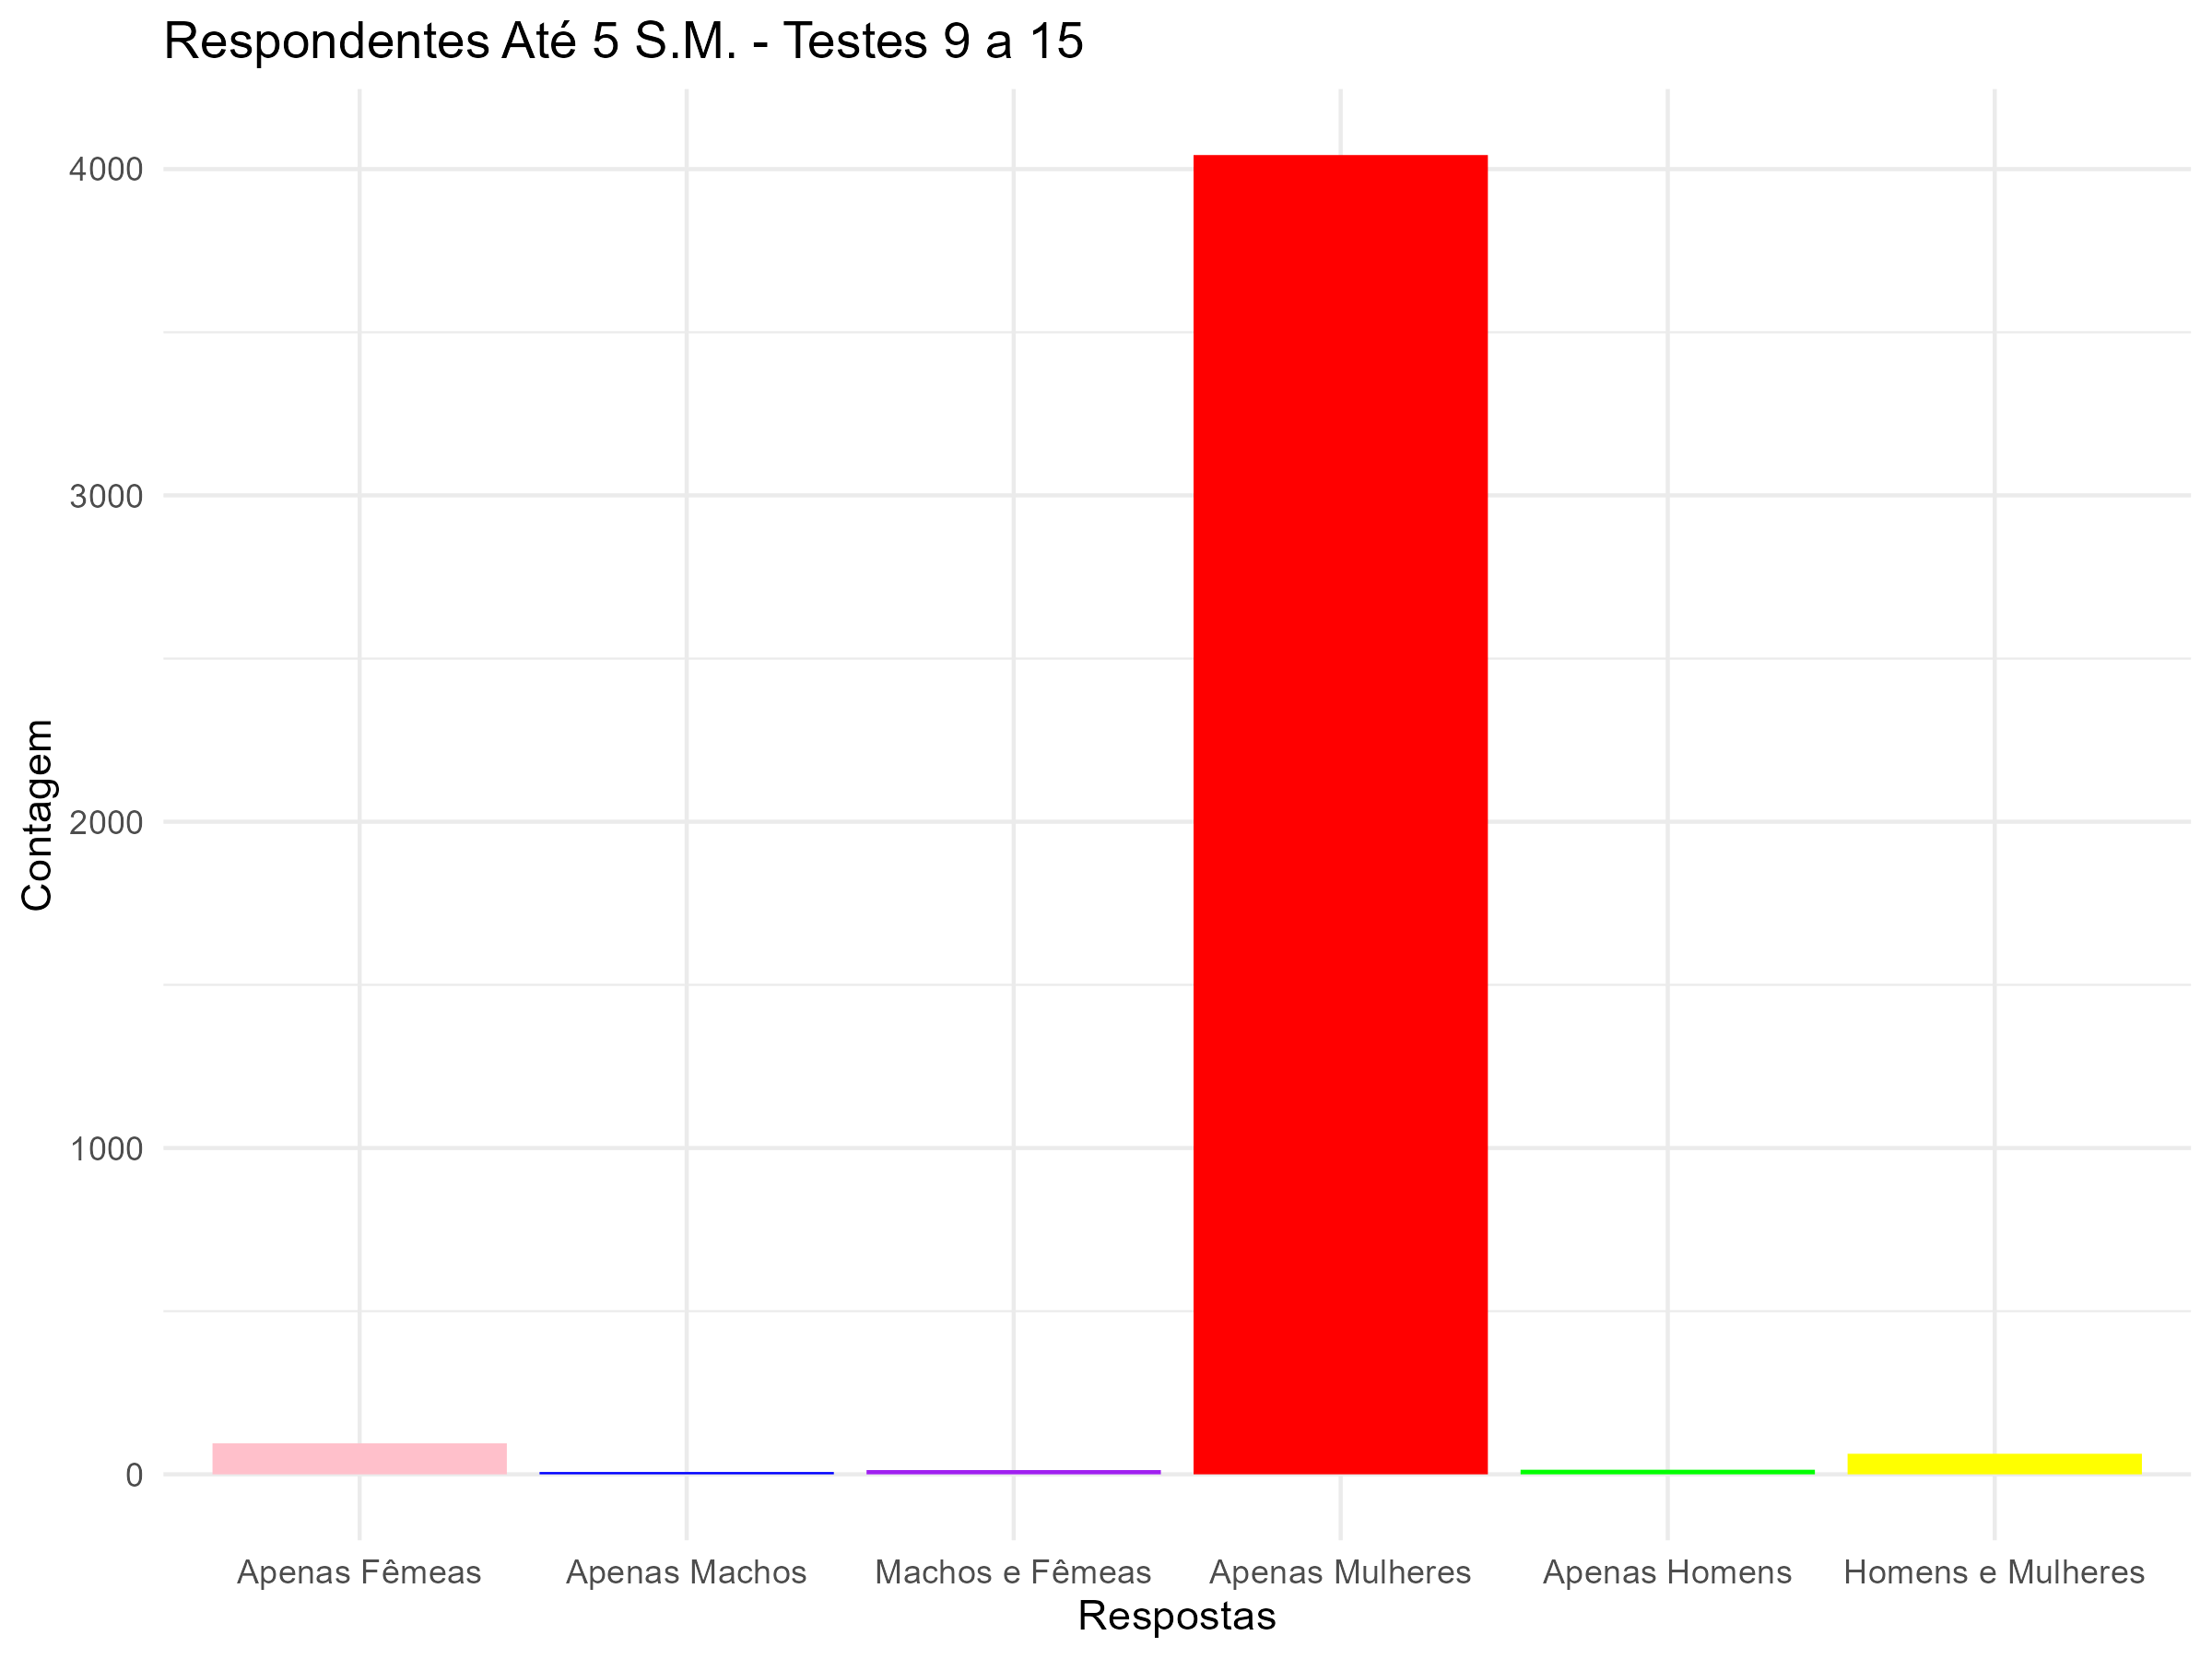 Respondentes Até 5 S.M. - Testes 9 a 15
Contagem
4000
3000
2000
1000
0
Apenas Fêmeas
Apenas Machos
Machos e Fêmeas
Apenas Mulheres
Apenas Homens
Homens e Mulheres
Respostas